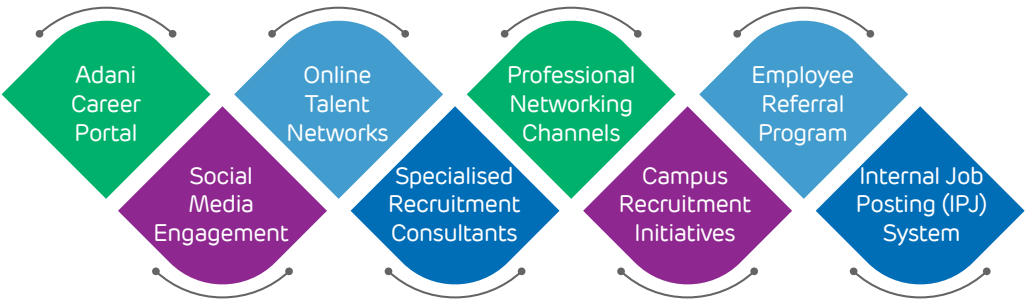 Adani
Career
Portal
Social
Media
Engagement
Online
Talent
Networks
Specialised
Recruitment
Consultants
Professional
Networking
Channels
Campus
Recruitment
Initiatives
Employee
Referral
Program
Internal Job
Posting (IPJ)
System